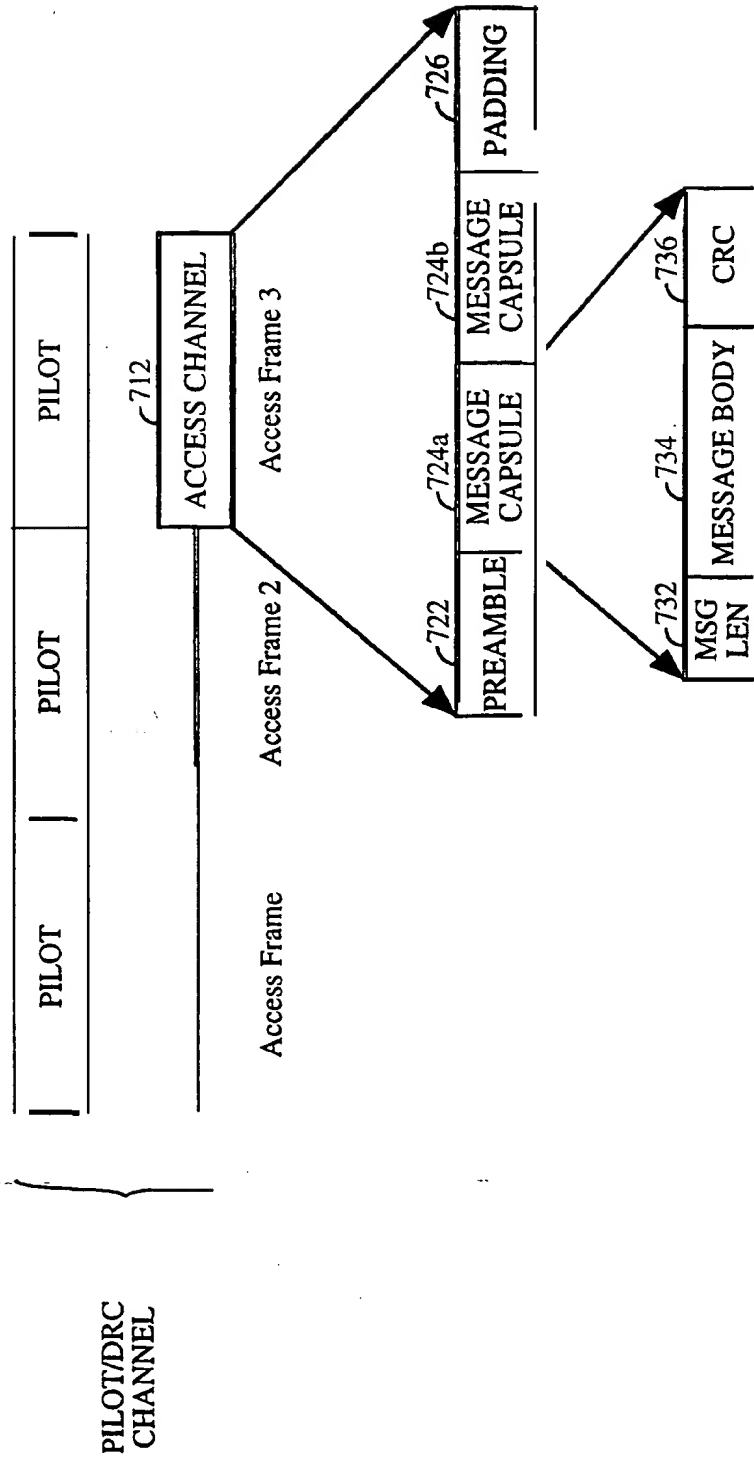 PILOT/DRC
CHANNEL
PILOT
PILOT
PILOT
712
ACCESS CHANNEL
Access Frame
Access Frame 2
Access Frame 3
722
724a
724b
726
PREAMBLE
MESSAGE
CAPSULE
MESSAGE
CAPSULE
PADDING
732
734
736
MSG
LEN
MESSAGE BODY
CRC